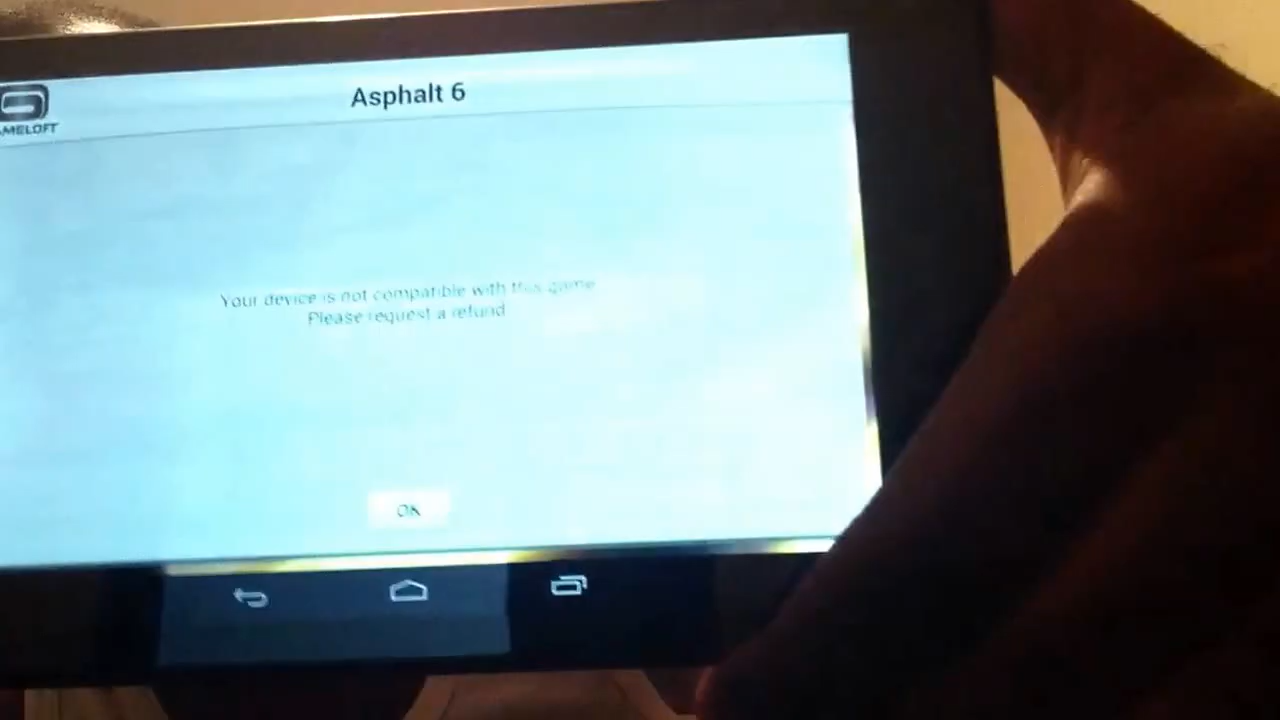 Asphalt 6
AMELOFT
Your device is not compatible with this game
Please request a refund
OK